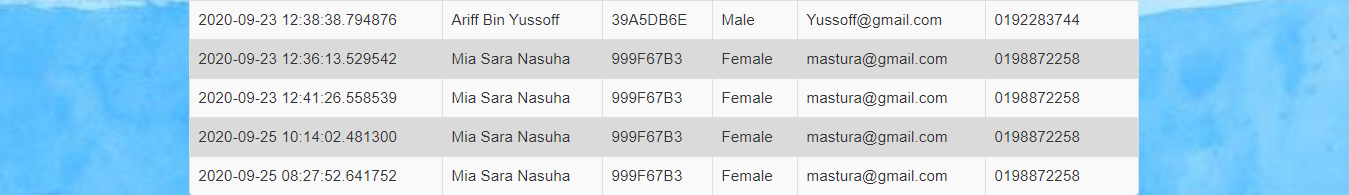 2020-09-23 12:38:38.794876 Ariff Bin Yussoff 39A5DB6E Male Yussoff@gmail.com 0192283744
2020-09-23 12:36:13.529542 Mia Sara Nasuha 999F67B3 Female mastura@gmail.com 0198872258
2020-09-23 12:41:26.558539 Mia Sara Nasuha 999F67B3 Female mastura@gmail.com 0198872258
2020-09-25 10:14:02.481300 Mia Sara Nasuha 999F67B3 Female mastura@gmail.com 0198872258
2020-09-25 08:27:52.641752 Mia Sara Nasuha 999F67B3 Female mastura@gmail.com 0198872258